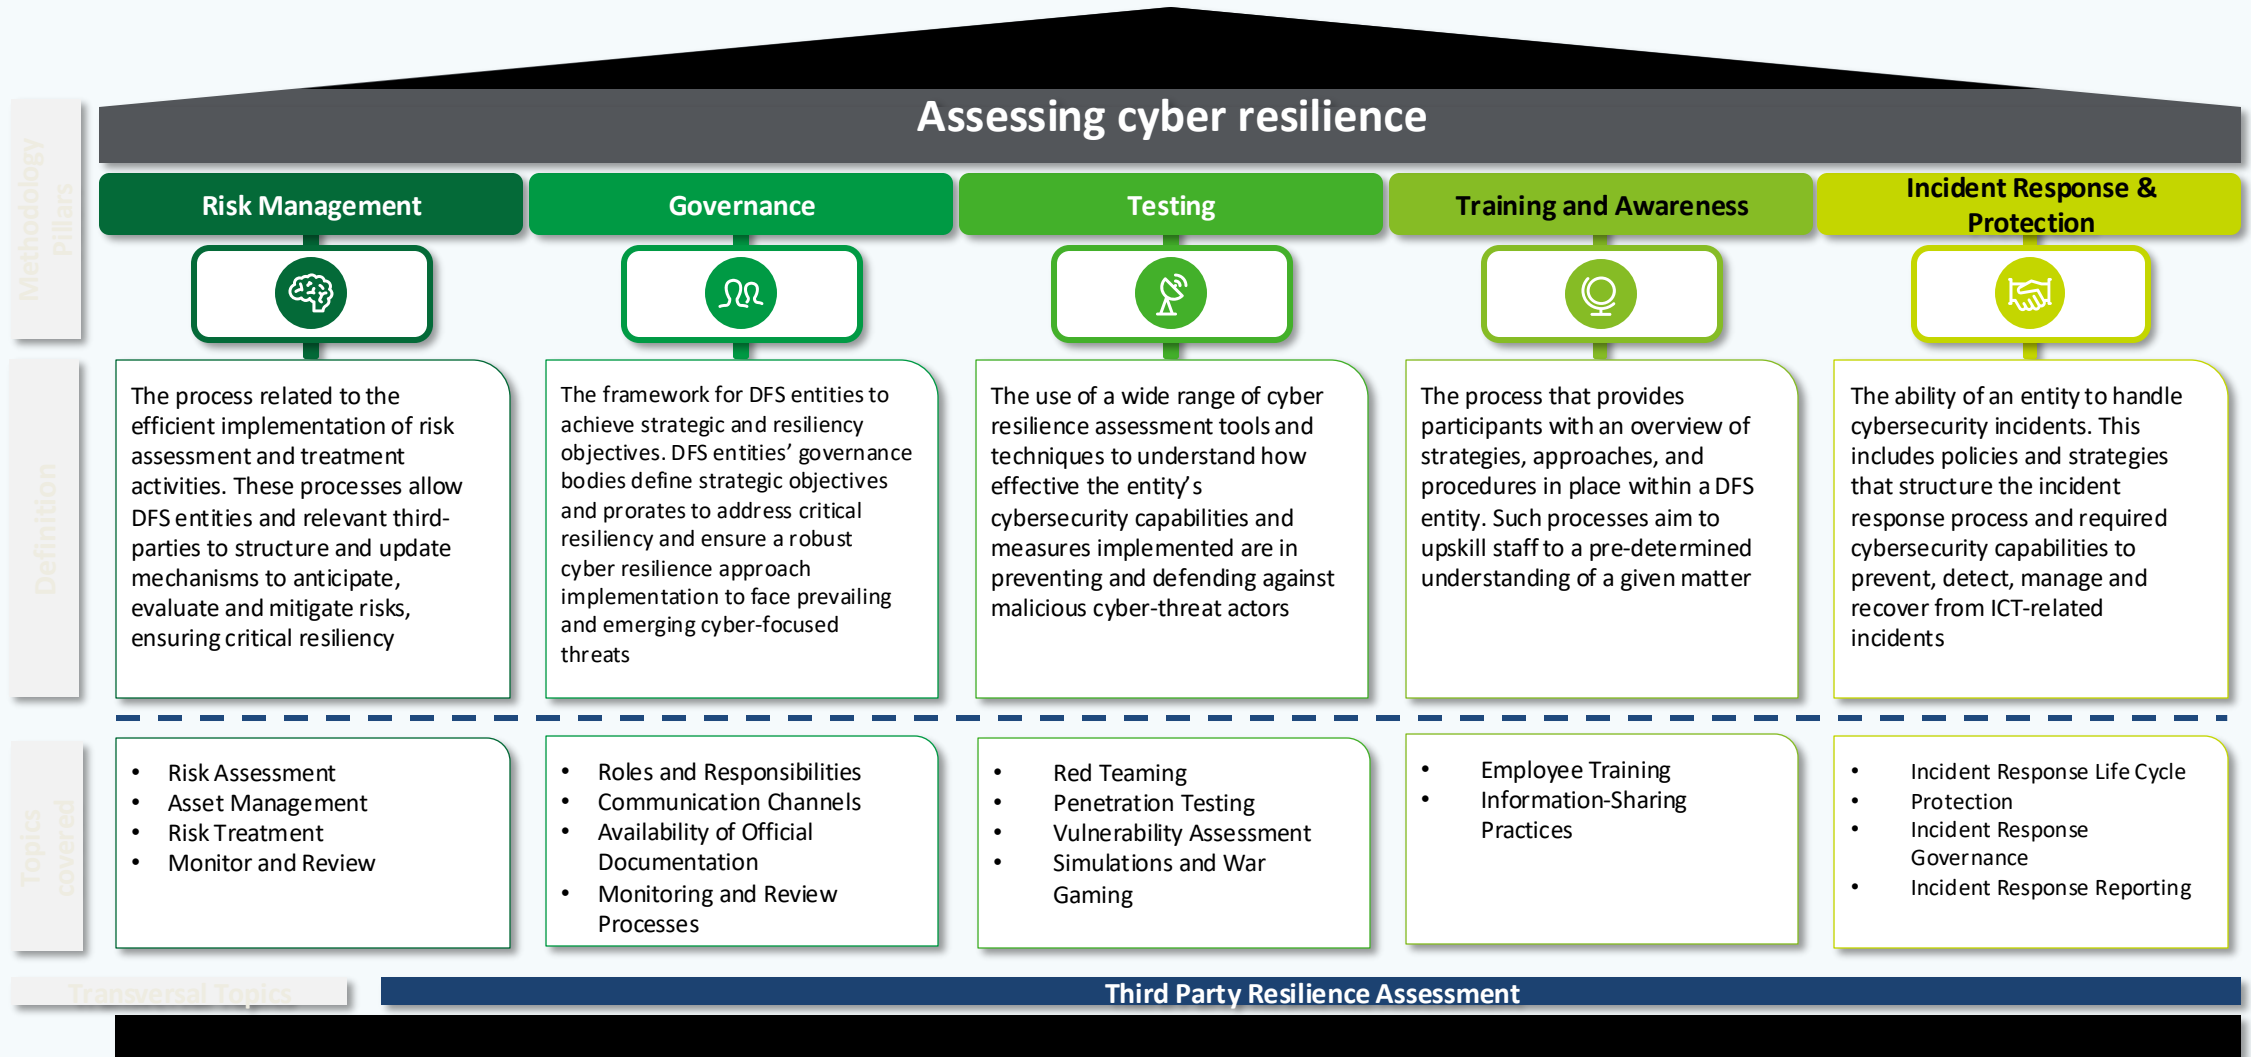 Assessing cyber resilience
Methodology
Pillars
Risk Management
Governance
Testing
Training and Awareness
Incident Response &
Protection
Definition
The process related to the
efficient implementation of risk
assessment and treatment
activities. These processes allow
DFS entities and relevant third-
parties to structure and update
mechanisms to anticipate,
evaluate and mitigate risks,
ensuring critical resiliency
The framework for DFS entities to
achieve strategic and resiliency
objectives. DFS entities’ governance
bodies define strategic objectives
and prorates to address critical
resiliency and ensure a robust
cyber resilience approach
implementation to face prevailing
and emerging cyber-focused
threats
The use of a wide range of cyber
resilience assessment tools and
techniques to understand how
effective the entity’s
cybersecurity capabilities and
measures implemented are in
preventing and defending against
malicious cyber-threat actors
The process that provides
participants with an overview of
strategies, approaches, and
procedures in place within a DFS
entity. Such processes aim to
upskill staff to a pre-determined
understanding of a given matter
The ability of an entity to handle
cybersecurity incidents. This
includes policies and strategies
that structure the incident
response process and required
cybersecurity capabilities to
prevent, detect, manage and
recover from ICT-related
incidents
Topics
covered
• Risk Assessment
• Asset Management
• Risk Treatment
• Monitor and Review
• Roles and Responsibilities
• Communication Channels
• Availability of Official
Documentation
• Monitoring and Review
Processes
• Red Teaming
• Penetration Testing
• Vulnerability Assessment
• Simulations and War
Gaming
• Employee Training
• Information-Sharing
Practices
• Incident Response Life Cycle
• Protection
• Incident Response
Governance
• Incident Response Reporting
Transversal Topics
Third Party Resilience Assessment